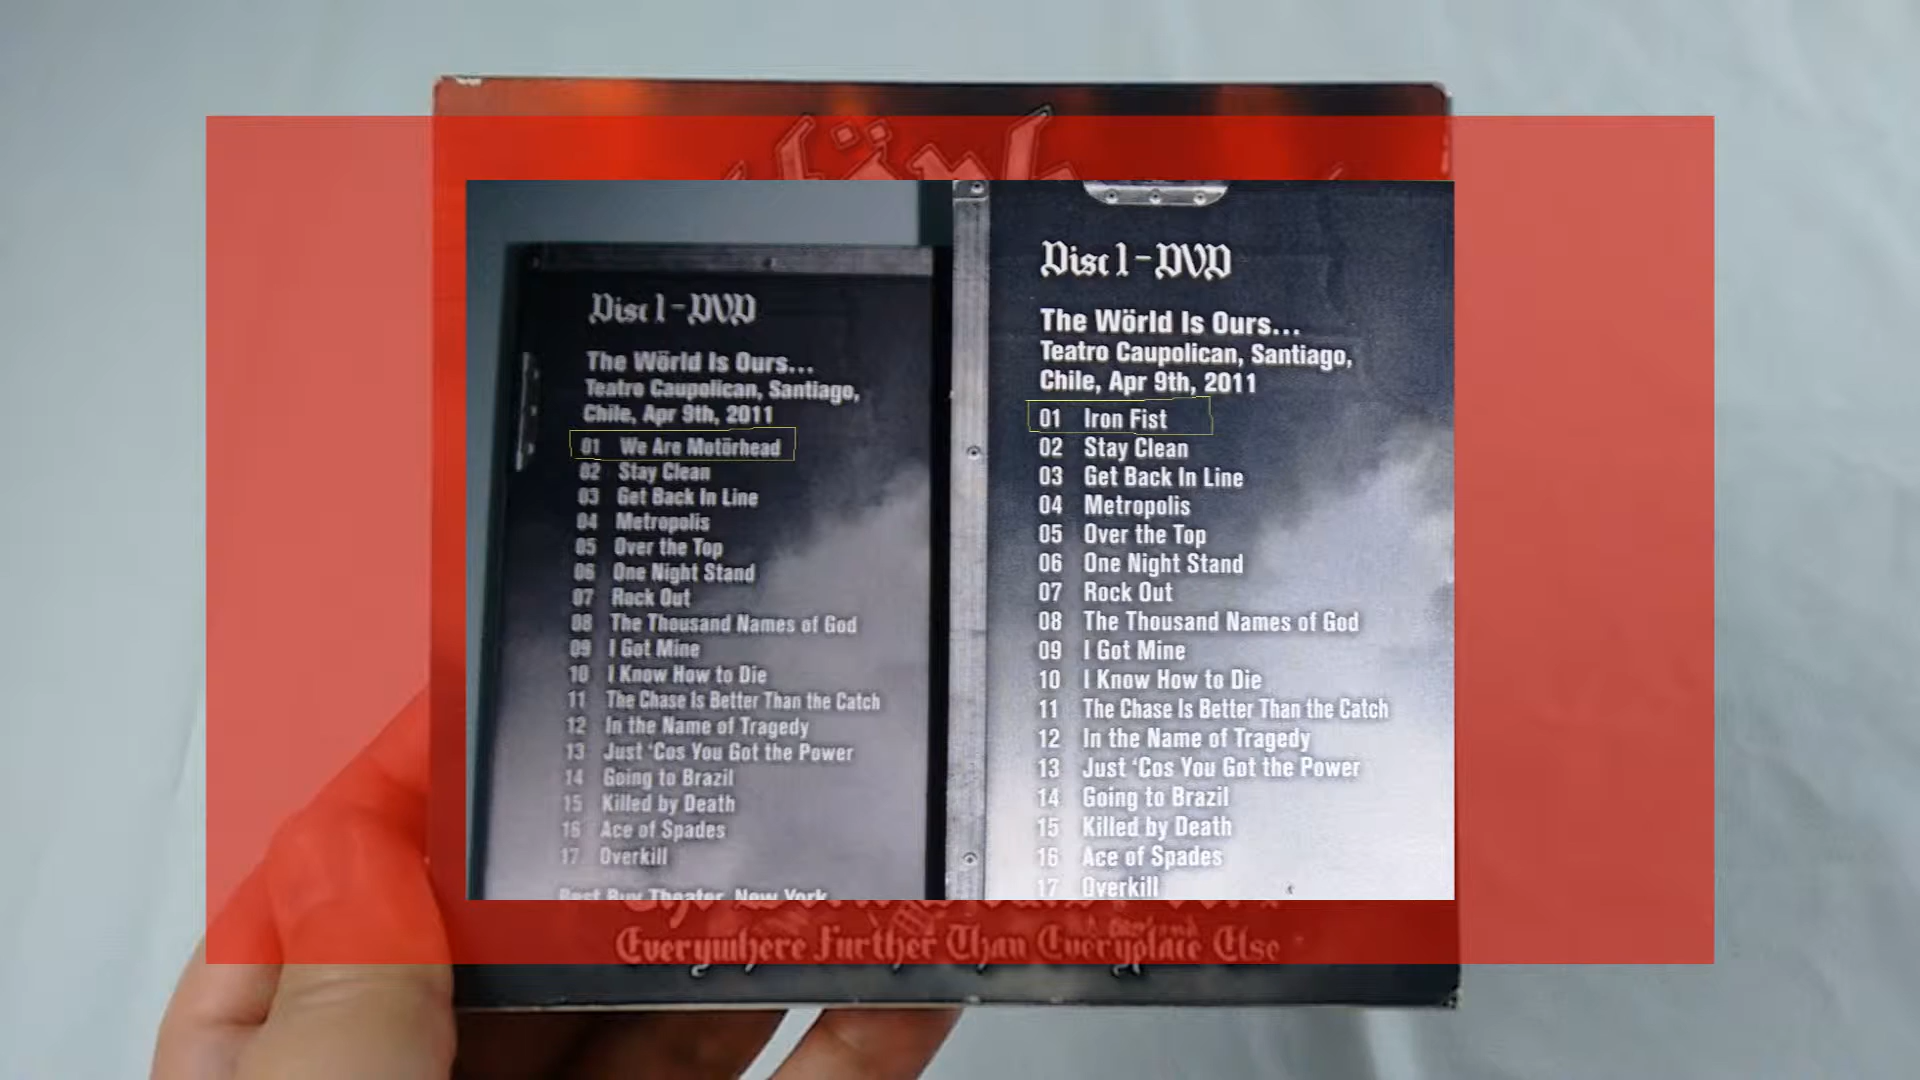 Disc 1 - DVD
The Wörld Is Ours...
Teatro Caupolican, Santiago,
Chile, Apr 9th, 2011
01 We Are Motörhead
02 Stay Clean
03 Get Back In Line
04 Metropolis
05 Over the Top
06 One Night Stand
07 Rock Out
08 The Thousand Names of God
09 I Got Mine
10 I Know How to Die
11 The Chase Is Better Than the Catch
12 In the Name of Tragedy
13 Just 'Cos You Got the Power
14 Going to Brazil
15 Killed by Death
16 Ace of Spades
17 Overkill
Best Buy Theater, New York
Disc 1 - DVD
The Wörld Is Ours...
Teatro Caupolican, Santiago,
Chile, Apr 9th, 2011
01 Iron Fist
02 Stay Clean
03 Get Back In Line
04 Metropolis
05 Over the Top
06 One Night Stand
07 Rock Out
08 The Thousand Names of God
09 I Got Mine
10 I Know How to Die
11 The Chase Is Better Than the Catch
12 In the Name of Tragedy
13 Just 'Cos You Got the Power
14 Going to Brazil
15 Killed by Death
16 Ace of Spades
17 Overkill
Everywhere Further Than Everyplace Else